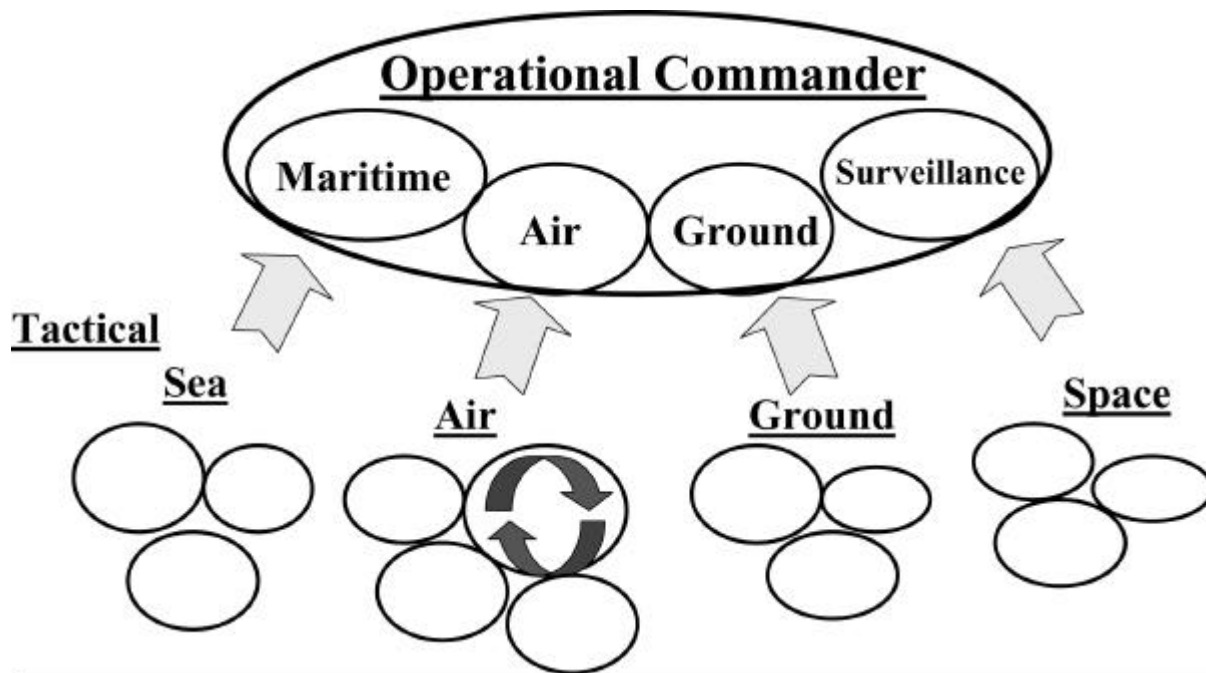 Operational Commander
Maritime
Surveillance
Air
Ground
Tactical
Sea
Air
Ground
Space